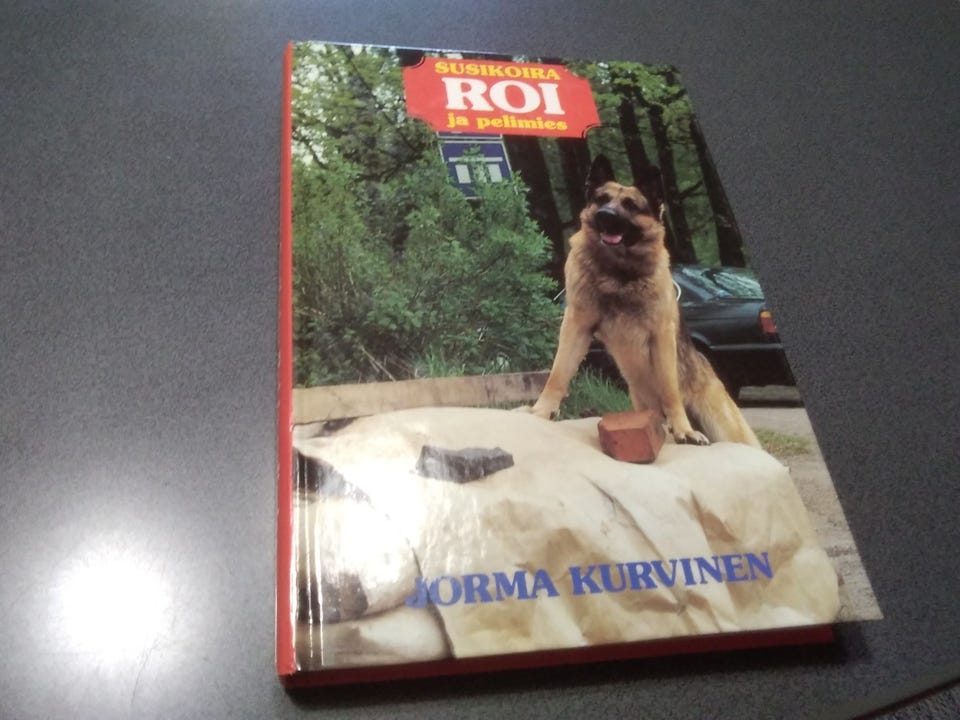 SUSIKOIRA
ROI
ja pelimies
JORMA KURVINEN